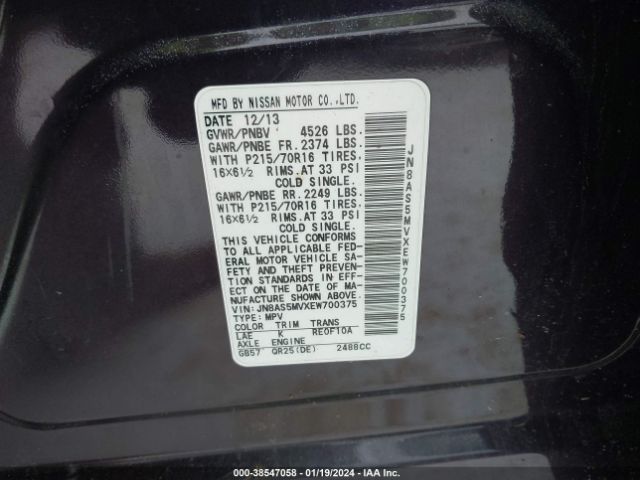 MFD BY NISSAN MOTOR CO.,LTD.
DATE 12/13
GVWR/PNBV 4526 LBS.
GAWR/PNBE FR. 2374 LBS.
WITH P215/70R16 TIRES.
16X6½ RIMS.AT 33 PSI
COLD SINGLE.
GAWR/PNBE RR. 2249 LBS.
WITH P215/70R16 TIRES.
16X6½ RIMS.AT 33 PSI
COLD SINGLE.
THIS VEHICLE CONFORMS
TO ALL APPLICABLE FED-
ERAL MOTOR VEHICLE SA-
FETY AND THEFT PREVEN-
TION STANDARDS IN EFF-
ECT ON THE DATE OF MA-
NUFACTURE SHOWN ABOVE.
VIN: JN8AS5MVXEW700375
TYPE: MPV
COLOR TRIM TRANS
LAE K RE0F10A
AXLE ENGINE
GB57 QR25(DE) 2488CC
JN8AS5MVXEW700375
000-38547058 - 01/19/2024 - IAA Inc.